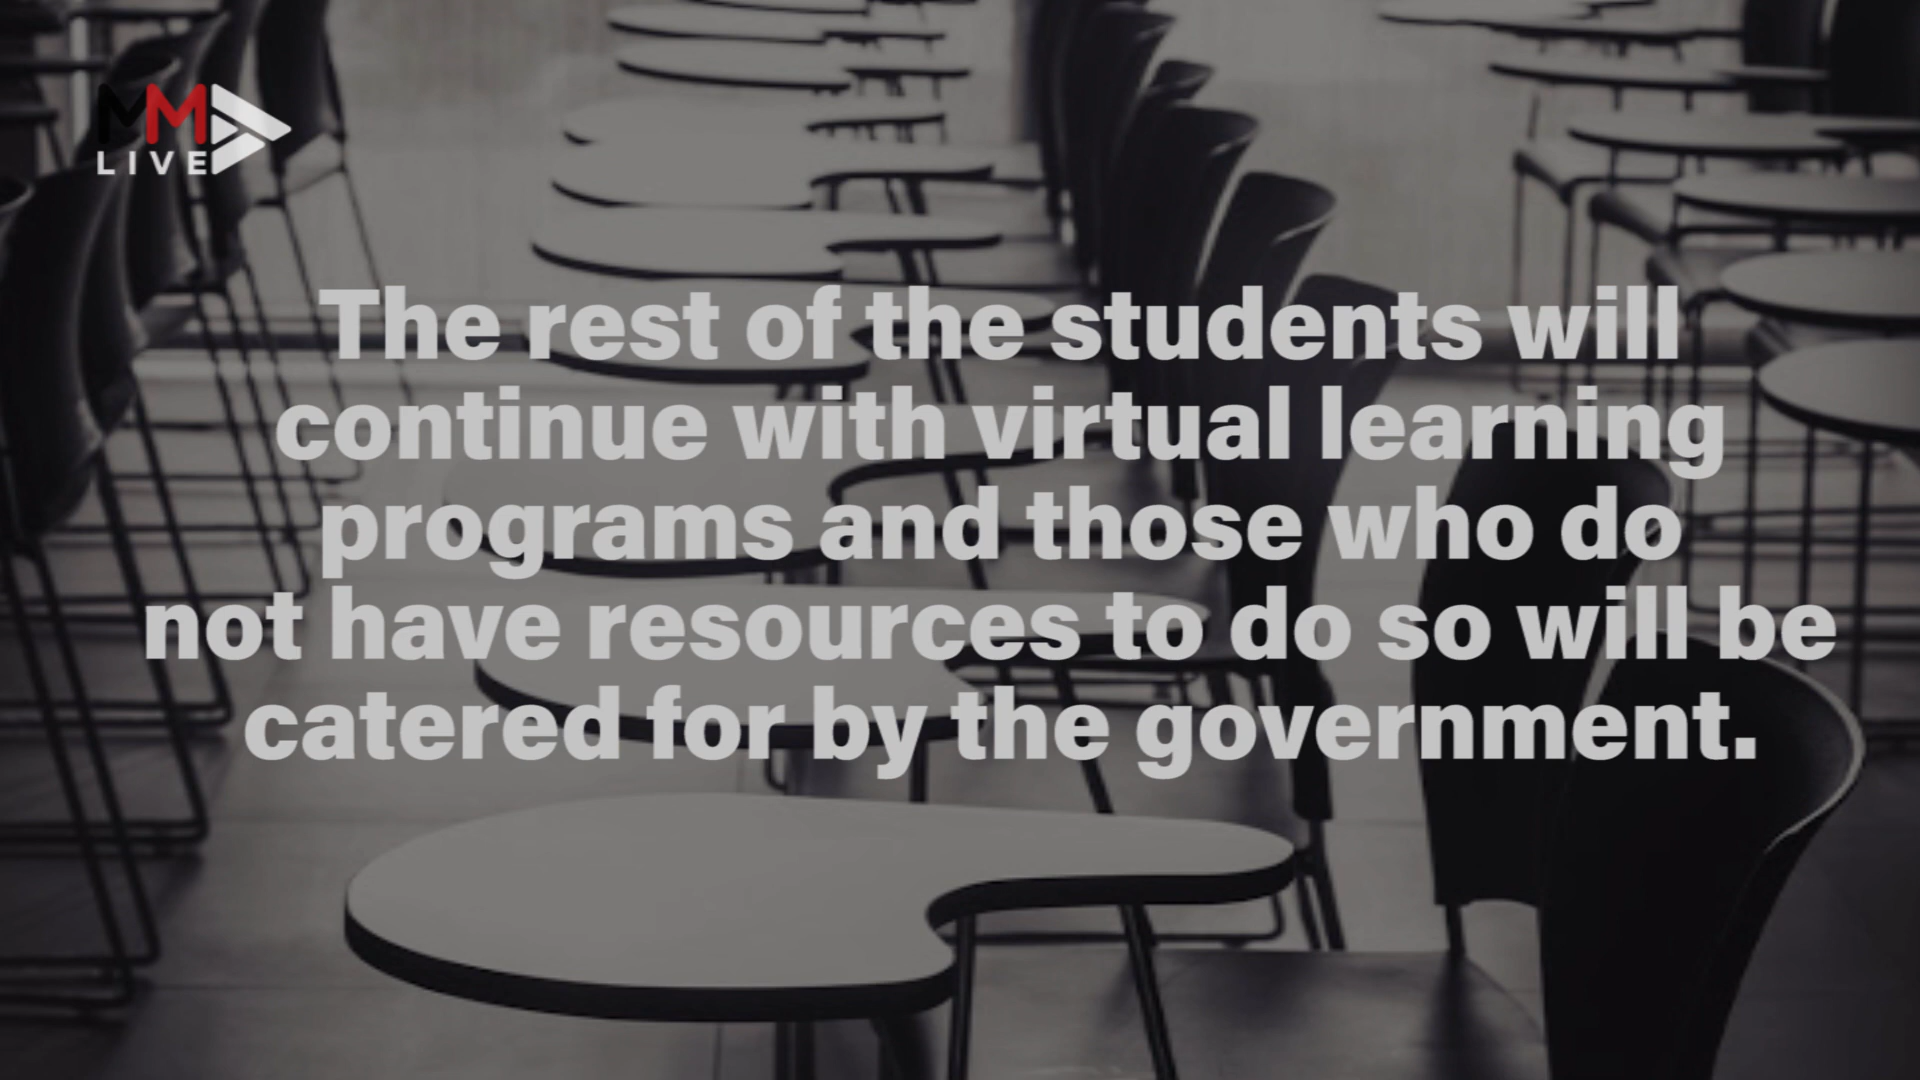 MM
LIVE
The rest of the students will
continue with virtual learning
programs and those who do
not have resources to do so will be
catered for by the government.